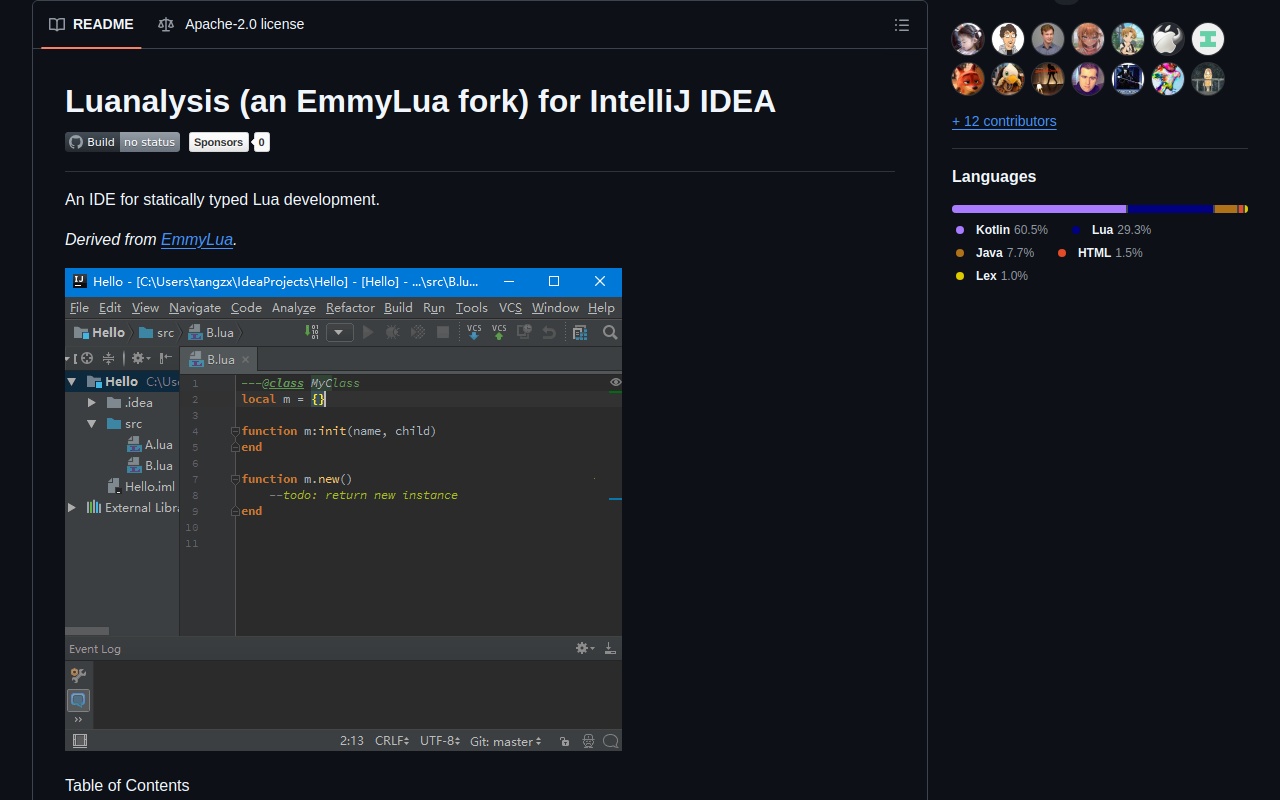 README
Apache-2.0 license
Luanalysis (an EmmyLua fork) for IntelliJ IDEA
Build no status
Sponsors 0
An IDE for statically typed Lua development.
Derived from EmmyLua.
Hello - [C:\Users\tangzx\IdeaProjects\Hello] - [Hello] - ...\src\B.lu...
File Edit View Navigate Code Analyze Refactor Build Run Tools VCS Window Help
Hello src B.lua
VCS VCS
B.lua
Hello C:\Use
.idea
src
A.lua
B.lua
Hello.iml
External Libra
1 ---@class MyClass
2 local m = {}
3
4 function m:init(name, child)
5 end
6
7 function m.new()
8 --todo: return new instance
9 end
10
11
Event Log
2:13 CRLF UTF-8 Git: master
Table of Contents
+ 12 contributors
Languages
Kotlin 60.5% Lua 29.3%
Java 7.7% HTML 1.5%
Lex 1.0%